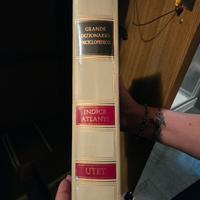 GRANDE
DIZIONARIO
ENCICLOPEDICO
INDICE
ATLANTE
UTET